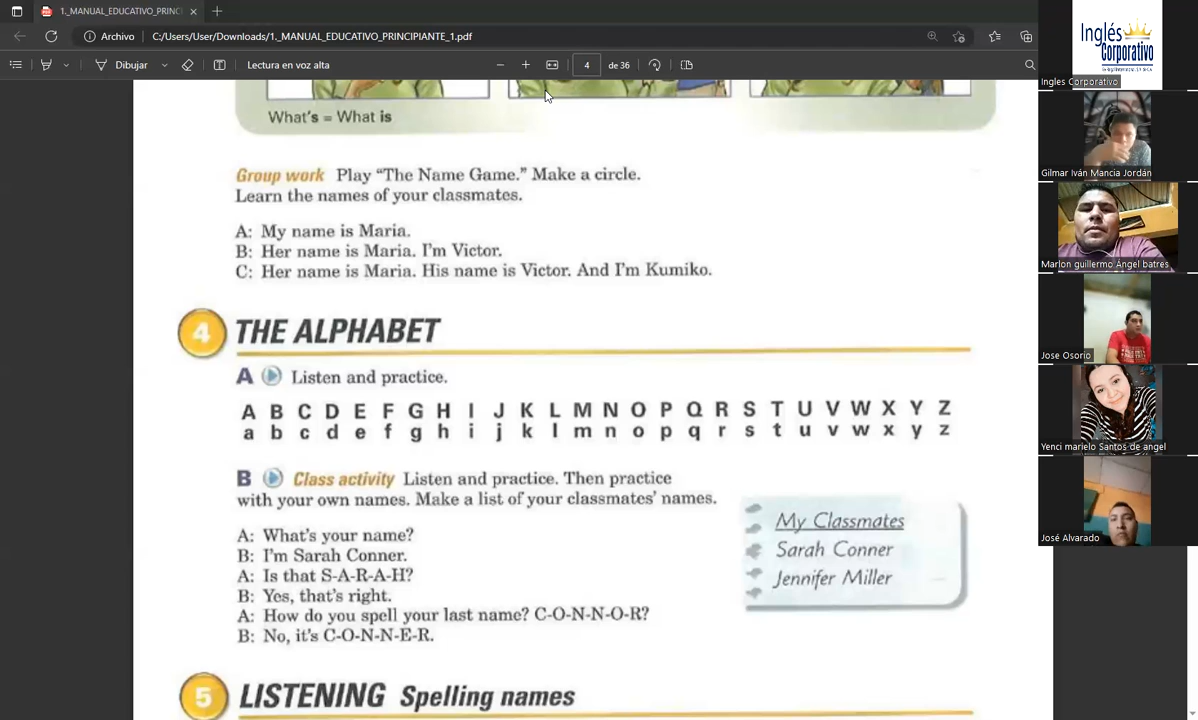 1._MANUAL_EDUCATIVO_PRINCI
Archivo
C:/Users/User/Downloads/1._MANUAL_EDUCATIVO_PRINCIPIANTE_1.pdf
Dibujar
Lectura en voz alta
4
de 36
What's = What is
Group work Play “The Name Game.” Make a circle.
Learn the names of your classmates.
A: My name is Maria.
B: Her name is Maria. I'm Victor.
C: Her name is Maria. His name is Victor. And I'm Kumiko.
4 THE ALPHABET
A Listen and practice.
A B C D E F G H I J K L M N O P Q R S T U V W X Y Z
a b c d e f g h i j k l m n o p q r s t u v w x y z
B Class activity Listen and practice. Then practice
with your own names. Make a list of your classmates' names.
A: What's your name?
B: I'm Sarah Conner.
A: Is that S-A-R-A-H?
B: Yes, that's right.
A: How do you spell your last name? C-O-N-N-O-R?
B: No, it's C-O-N-N-E-R.
My Classmates
Sarah Conner
Jennifer Miller
5 LISTENING Spelling names
Inglés
Corporativo
Ingles Corporativo
Gilmar Iván Mancia Jordán
Marlon guillermo Ángel batres
Jose Osorio
Yenci marielo Santos de angel
José Alvarado